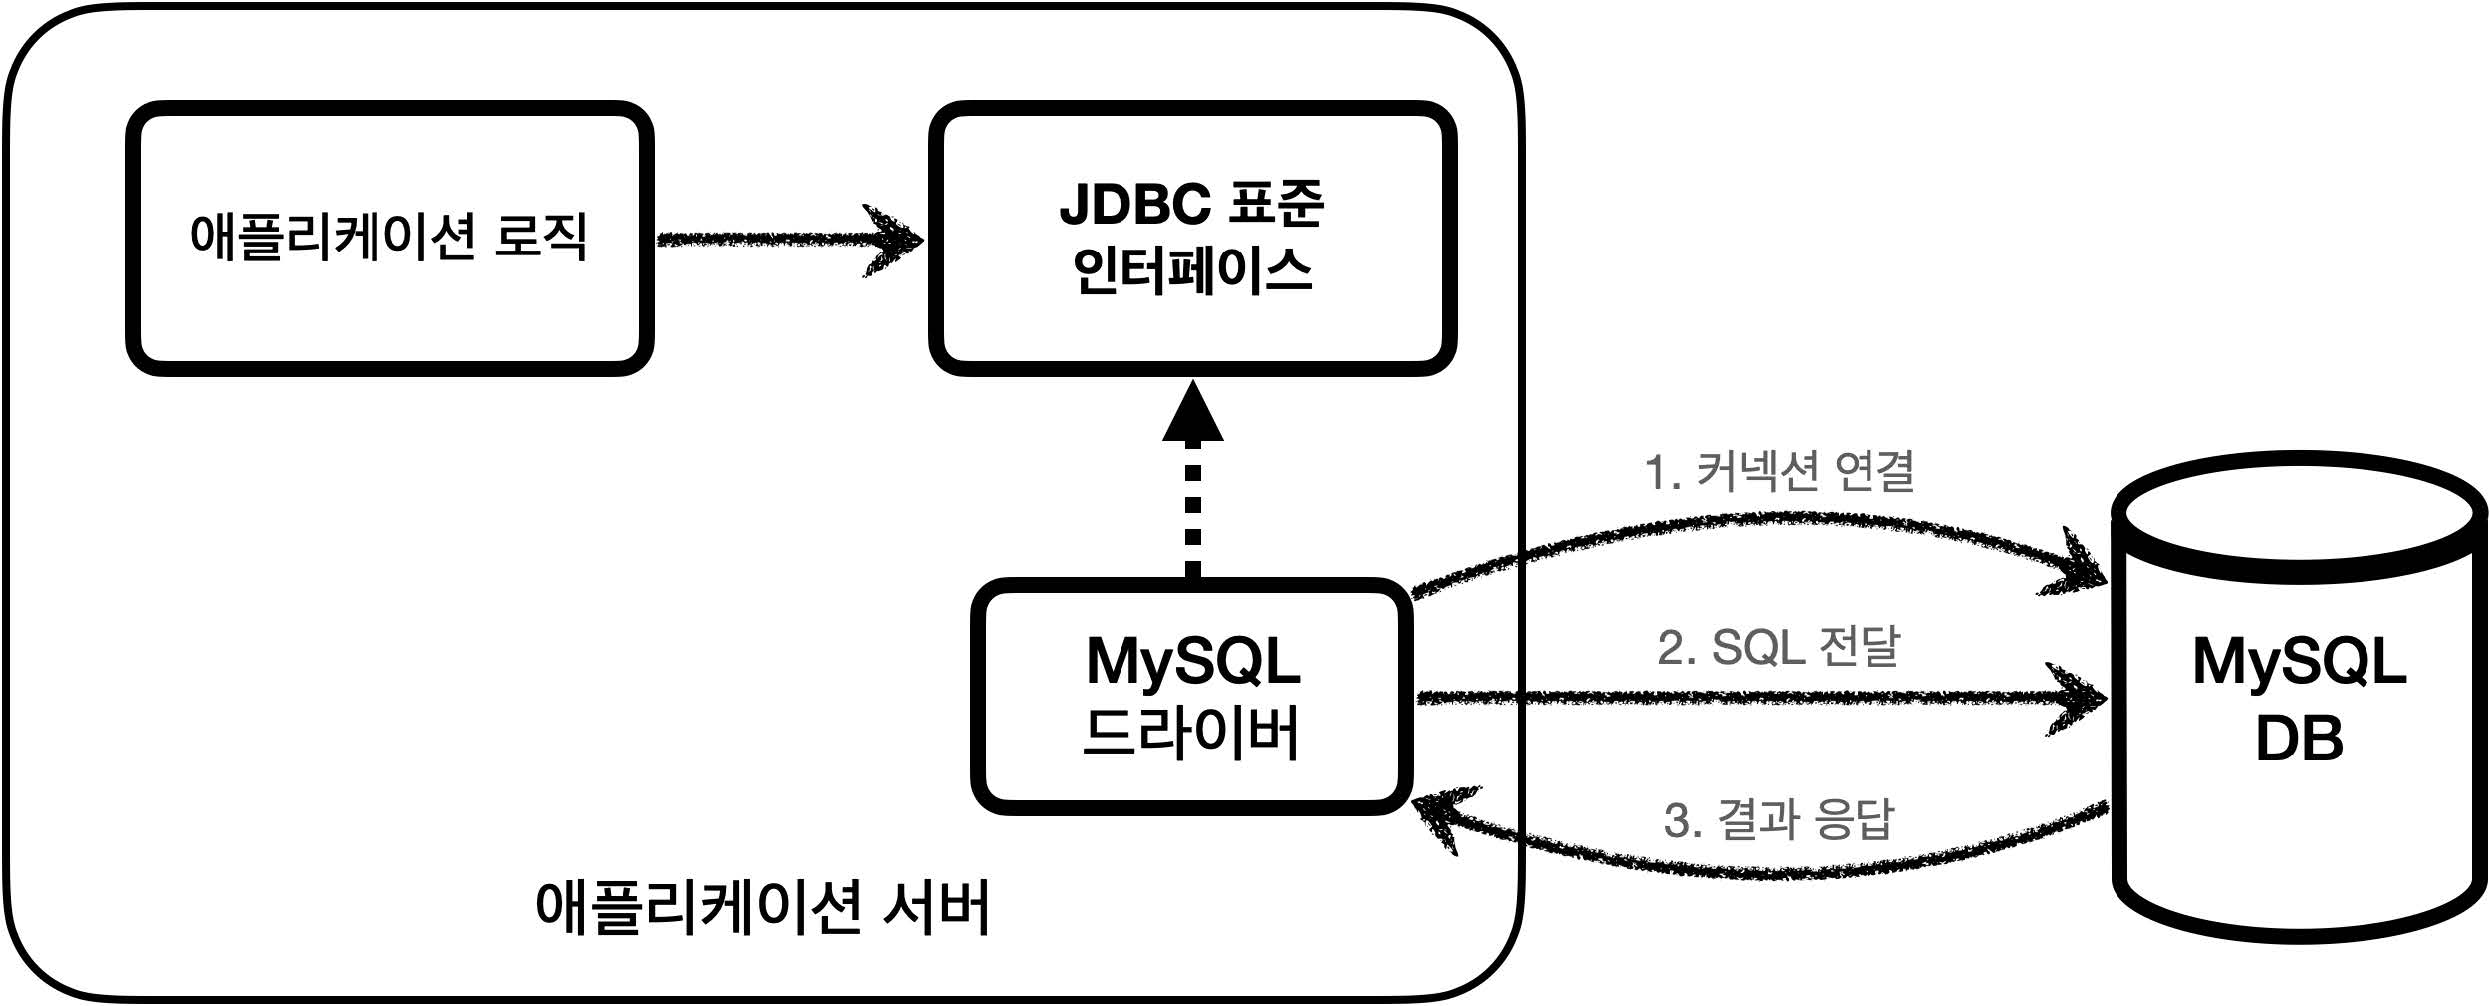 애플리케이션 로직
JDBC 표준
인터페이스
1. 커넥션 연결
MySQL
드라이버
2. SQL 전달
MySQL
DB
3. 결과 응답
애플리케이션 서버